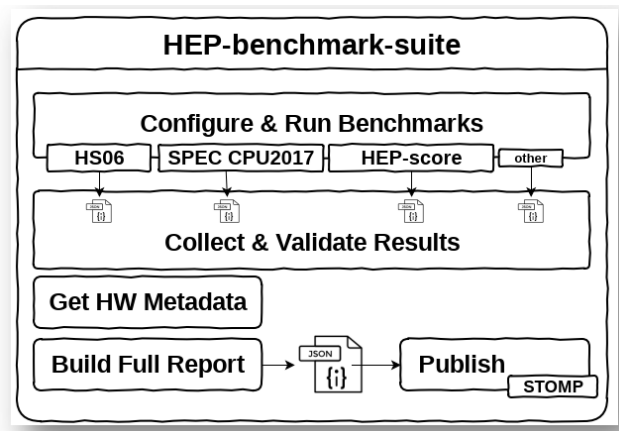 HEP-benchmark-suite
Configure & Run Benchmarks
HS06 SPEC CPU2017 HEP-score other
JSON JSON JSON JSON
{i} {i} {i} {i}
Collect & Validate Results
Get HW Metadata
Build Full Report JSON {i} Publish
STOMP